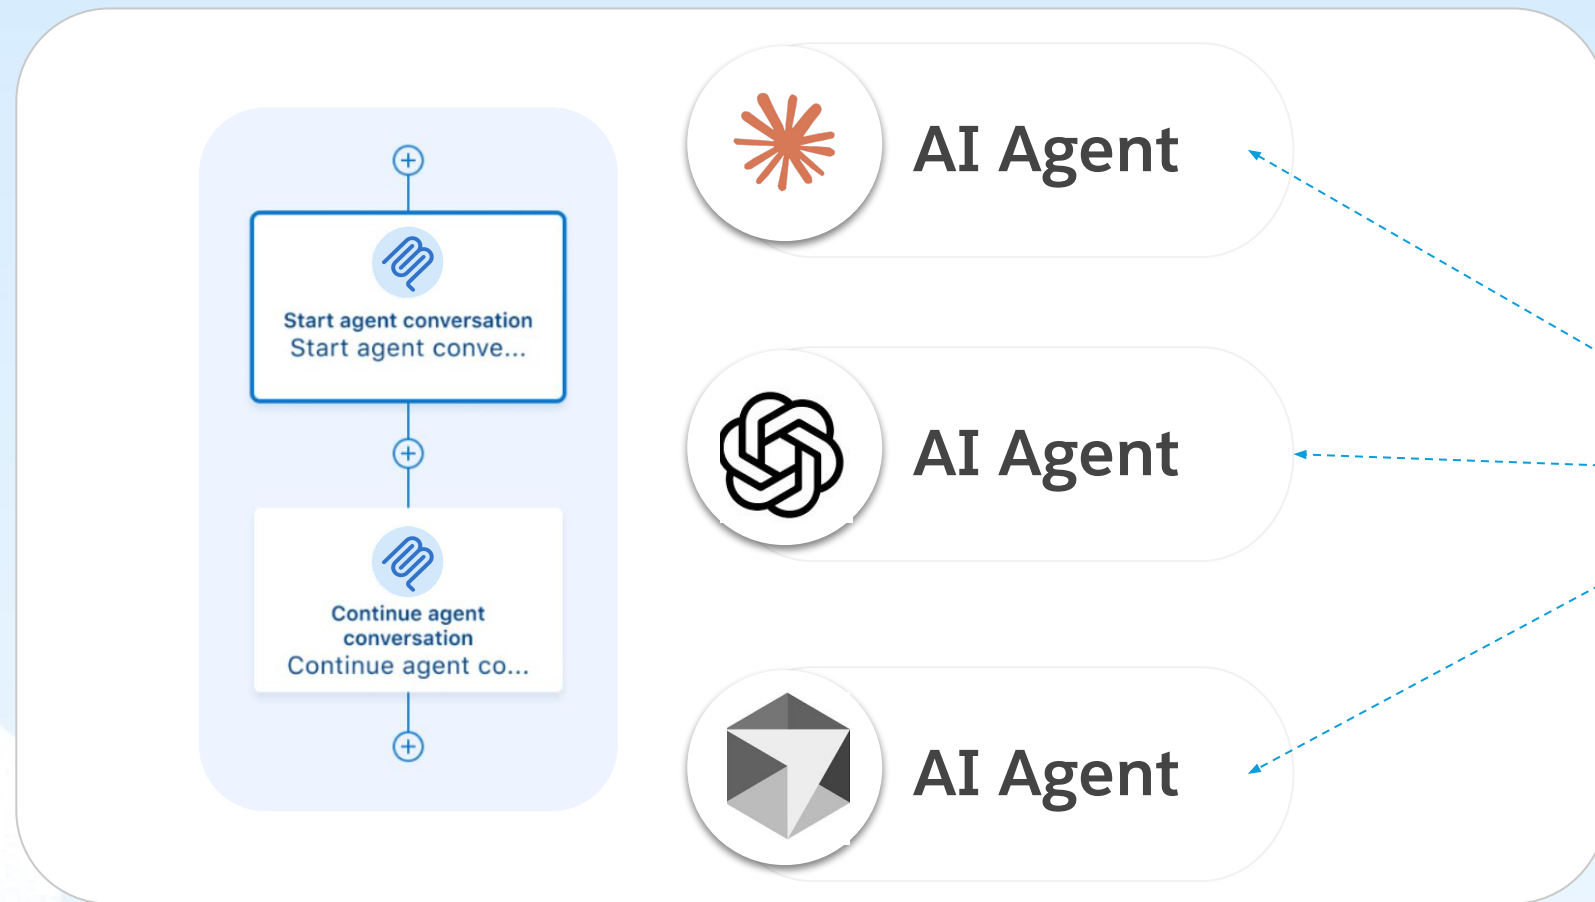 Start agent conversation
Start agent conve...
Continue agent
conversation
Continue agent co...
AI Agent
AI Agent
AI Agent